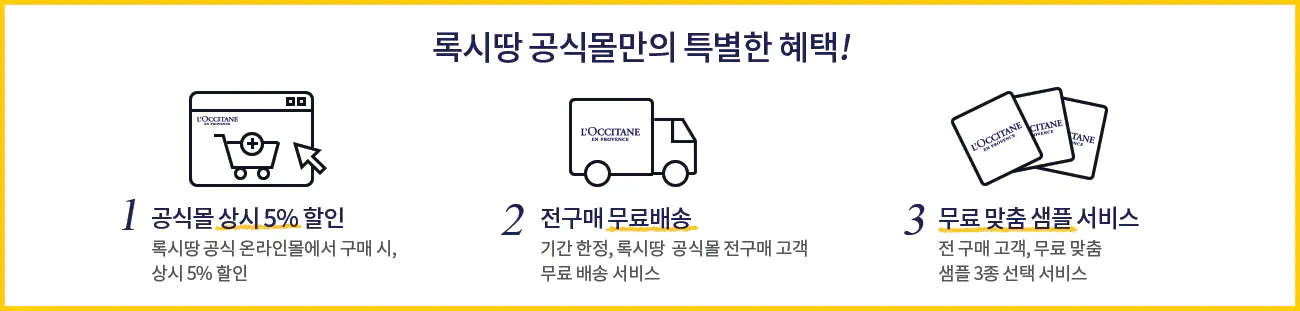 록시땅 공식몰만의 특별한 혜택!
L'OCCITANE
EN PROVENCE
L'OCCITANE
EN PROVENCE
L'OCCITANE
EN PROVENCE
CITANE
OVENCE
ITANE
ENCE
1 공식몰 상시 5% 할인
록시땅 공식 온라인몰에서 구매 시,
상시 5% 할인
2 전구매 무료배송
기간 한정, 록시땅 공식몰 전구매 고객
무료 배송 서비스
3 무료 맞춤 샘플 서비스
전 구매 고객, 무료 맞춤
샘플 3종 선택 서비스